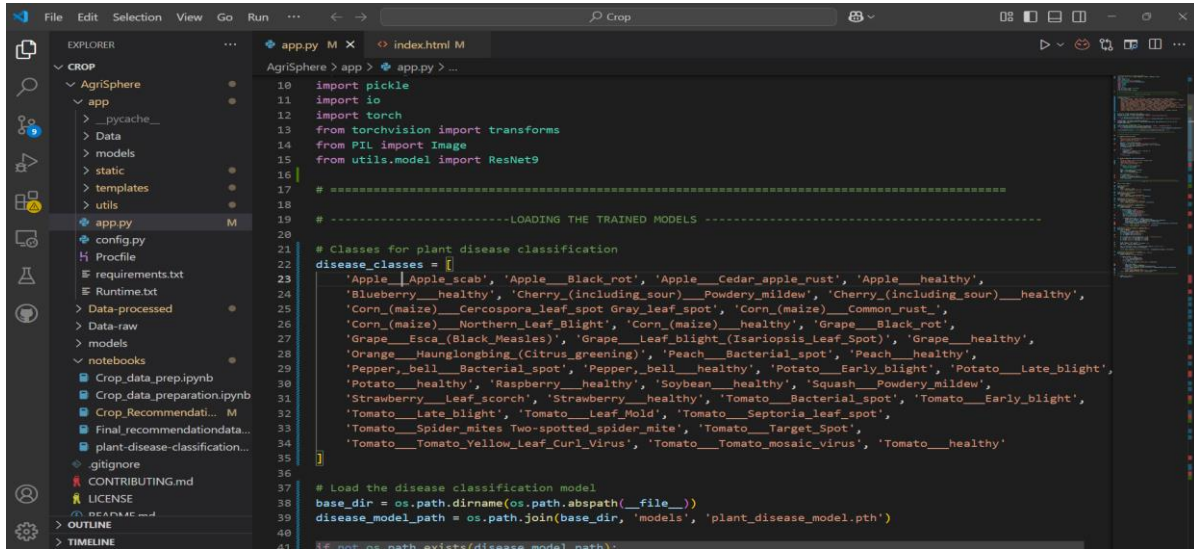 File Edit Selection View Go Run ... Crop
EXPLORER ...
CROP
AgriSphere
app
__pycache__
Data
models
static
templates
utils
app.py M
config.py
Procfile
requirements.txt
Runtime.txt
Data-processed
Data-raw
models
notebooks
Crop_data_prep.ipynb
Crop_data_preparation.ipynb
Crop_Recommendati... M
Final_recommendationdata...
plant-disease-classification...
.gitignore
CONTRIBUTING.md
LICENSE
README.md
OUTLINE
TIMELINE
9
app.py M index.html M
AgriSphere > app > app.py > ...
10 import pickle
11 import io
12 import torch
13 from torchvision import transforms
14 from PIL import Image
15 from utils.model import ResNet9
16
17 # ==============================================================================================
18
19 # -------------------------LOADING THE TRAINED MODELS -----------------------------------------------
20
21 # Classes for plant disease classification
22 disease_classes = [
23 'Apple___Apple_scab', 'Apple___Black_rot', 'Apple___Cedar_apple_rust', 'Apple___healthy',
24 'Blueberry___healthy', 'Cherry_(including_sour)___Powdery_mildew', 'Cherry_(including_sour)___healthy',
25 'Corn_(maize)___Cercospora_leaf_spot Gray_leaf_spot', 'Corn_(maize)___Common_rust_',
26 'Corn_(maize)___Northern_Leaf_Blight', 'Corn_(maize)___healthy', 'Grape___Black_rot',
27 'Grape___Esca_(Black_Measles)', 'Grape___Leaf_blight_(Isariopsis_Leaf_Spot)', 'Grape___healthy',
28 'Orange___Haunglongbing_(Citrus_greening)', 'Peach___Bacterial_spot', 'Peach___healthy',
29 'Pepper,_bell___Bacterial_spot', 'Pepper,_bell___healthy', 'Potato___Early_blight', 'Potato___Late_blight',
30 'Potato___healthy', 'Raspberry___healthy', 'Soybean___healthy', 'Squash___Powdery_mildew',
31 'Strawberry___Leaf_scorch', 'Strawberry___healthy', 'Tomato___Bacterial_spot', 'Tomato___Early_blight',
32 'Tomato___Late_blight', 'Tomato___Leaf_Mold', 'Tomato___Septoria_leaf_spot',
33 'Tomato___Spider_mites Two-spotted_spider_mite', 'Tomato___Target_Spot',
34 'Tomato___Tomato_Yellow_Leaf_Curl_Virus', 'Tomato___Tomato_mosaic_virus', 'Tomato___healthy'
35 ]
36
37 # Load the disease classification model
38 base_dir = os.path.dirname(os.path.abspath(__file__))
39 disease_model_path = os.path.join(base_dir, 'models', 'plant_disease_model.pth')
40
41 if not os.path.exists(disease_model_path):